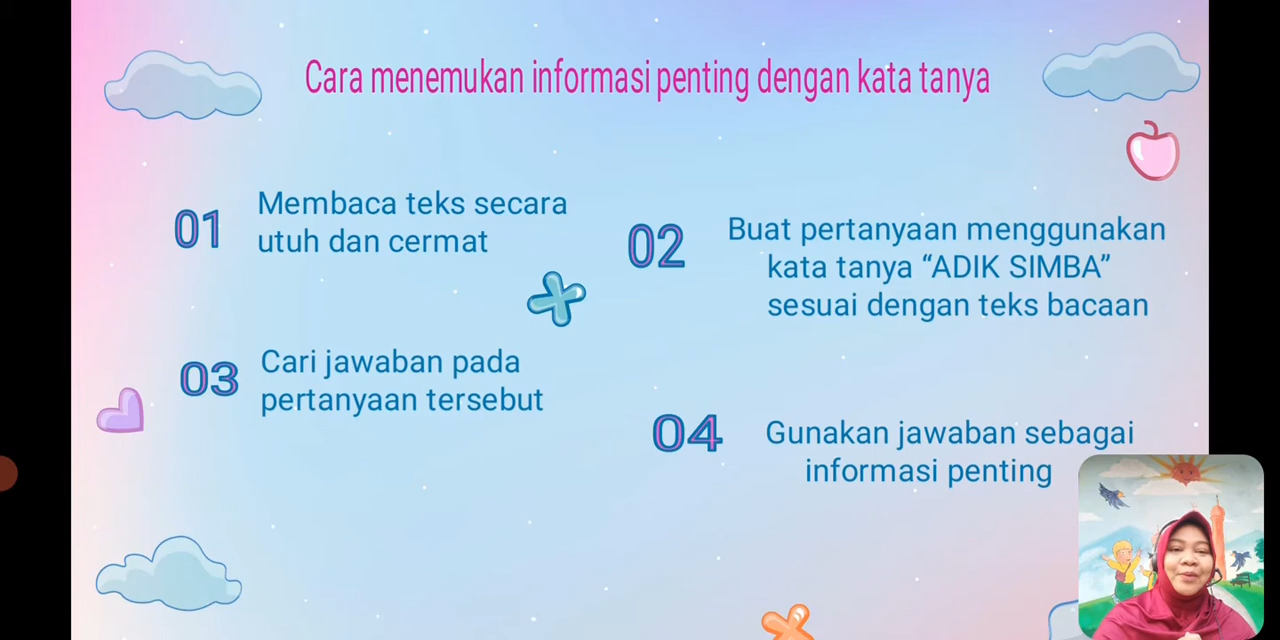 Cara menemukan informasi penting dengan kata tanya
01
Membaca teks secara
utuh dan cermat
02
Buat pertanyaan menggunakan
kata tanya “ADIK SIMBA”
sesuai dengan teks bacaan
03
Cari jawaban pada
pertanyaan tersebut
04
Gunakan jawaban sebagai
informasi penting